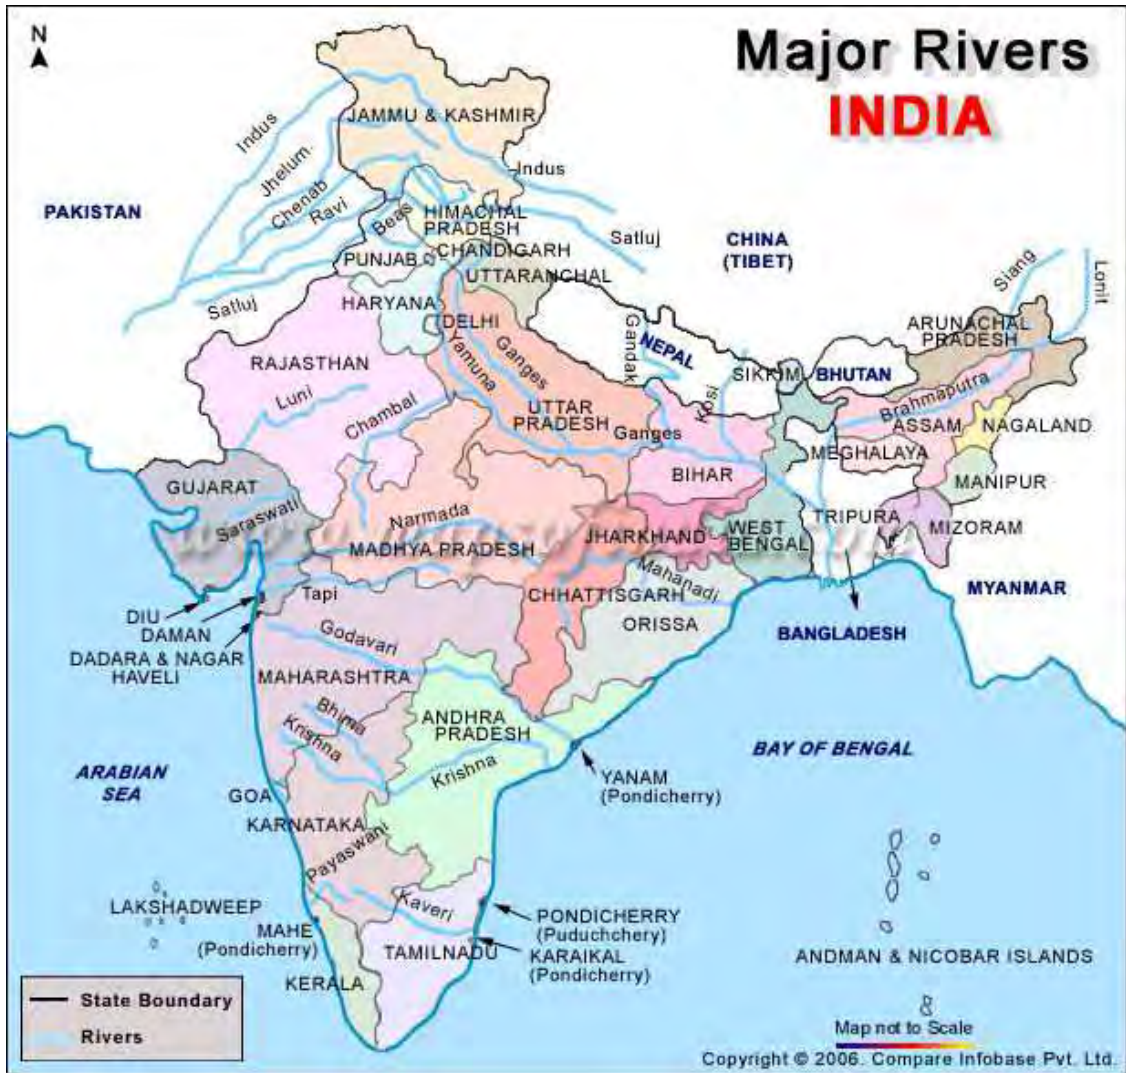 N
Major Rivers
INDIA
JAMMU & KASHMIR
Indus
Jhelum.
Chenab
Ravi
Beas
Indus
PAKISTAN
HIMACHAL
PRADESH
Satluj
CHINA
(TIBET)
PUNJAB
CHANDIGARH
UTTARANCHAL
Siang
Lohit
Satluj
HARYANA
DELHI
ARUNACHAL
PRADESH
Gandak
NEPAL
RAJASTHAN
Yamuna
Ganges
SIKKIM
BHUTAN
Kosi
Brahmaputra
Luni
Chambal
UTTAR
PRADESH
Ganges
ASSAM
NAGALAND
MEGHALAYA
BIHAR
MANIPUR
GUJARAT
Saraswati
Narmada
JHARKHAND
WEST
BENGAL
TRIPURA
MIZORAM
MADHYA PRADESH
Mahanadi
MYANMAR
Tapi
CHHATTISGARH
DIU
DAMAN
ORISSA
BANGLADESH
DADARA & NAGAR
HAVELI
Godavari
MAHARASHTRA
Bhima
Krishna
ANDHRA
PRADESH
Krishna
BAY OF BENGAL
ARABIAN
SEA
YANAM
(Pondicherry)
GOA
KARNATAKA
Payaswani
LAKSHADWEEP
Kaveri
PONDICHERRY
(Puduchchery)
MAHE
(Pondicherry)
TAMILNADU
KARAIKAL
(Pondicherry)
ANDMAN & NICOBAR ISLANDS
KERALA
State Boundary
Rivers
Map not to Scale
Copyright © 2006. Compare Infobase Pvt. Ltd.